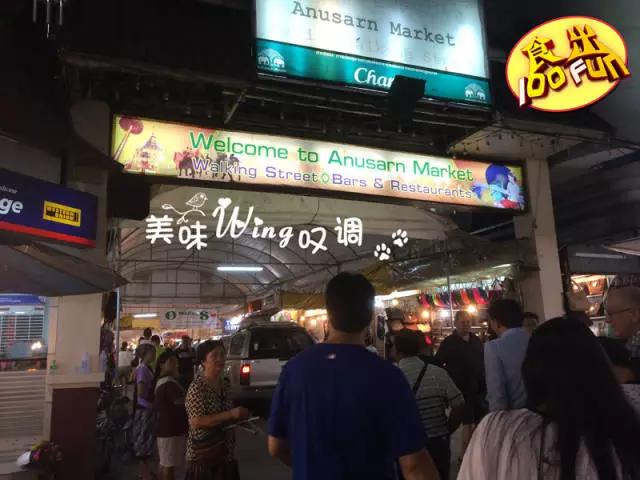 Anusarn Market
Chan
食出
100FUN
Welcome to Anusarn Market
Walking Street Bars & Restaurants
ge
美味Wing叹调